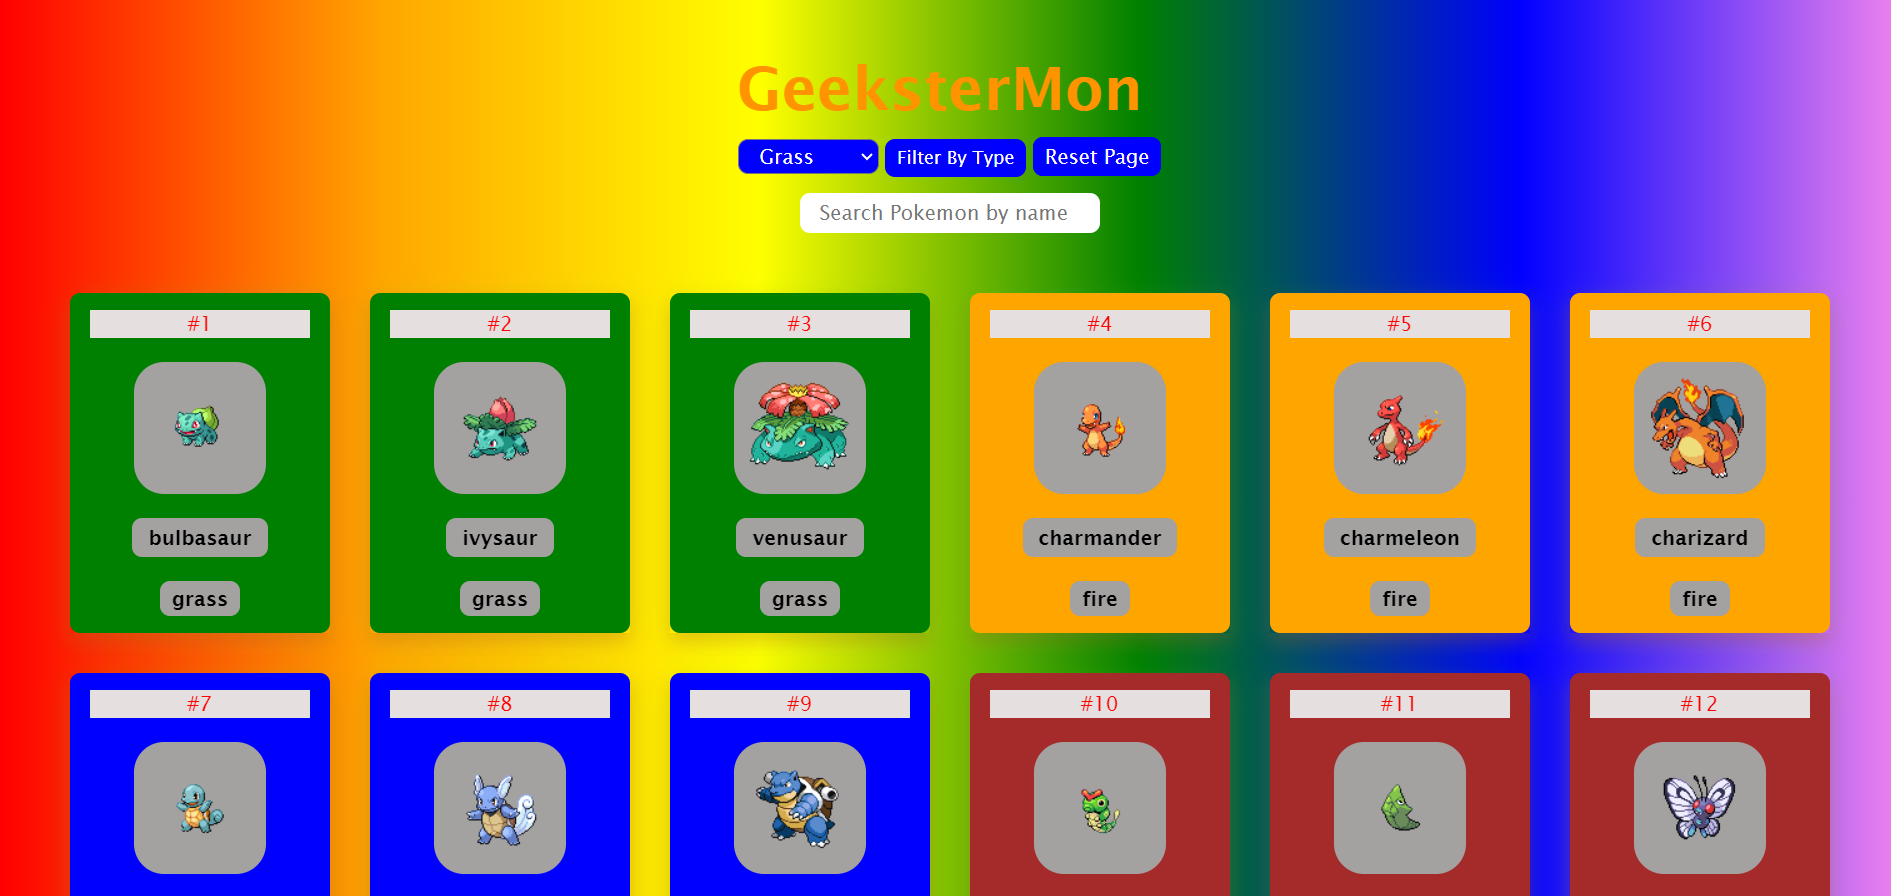 GeeksterMon
Grass Filter By Type Reset Page
Search Pokemon by name
#1 #2 #3 #4 #5 #6
bulbasaur ivysaur venusaur charmander charmeleon charizard
grass grass grass fire fire fire
#7 #8 #9 #10 #11 #12